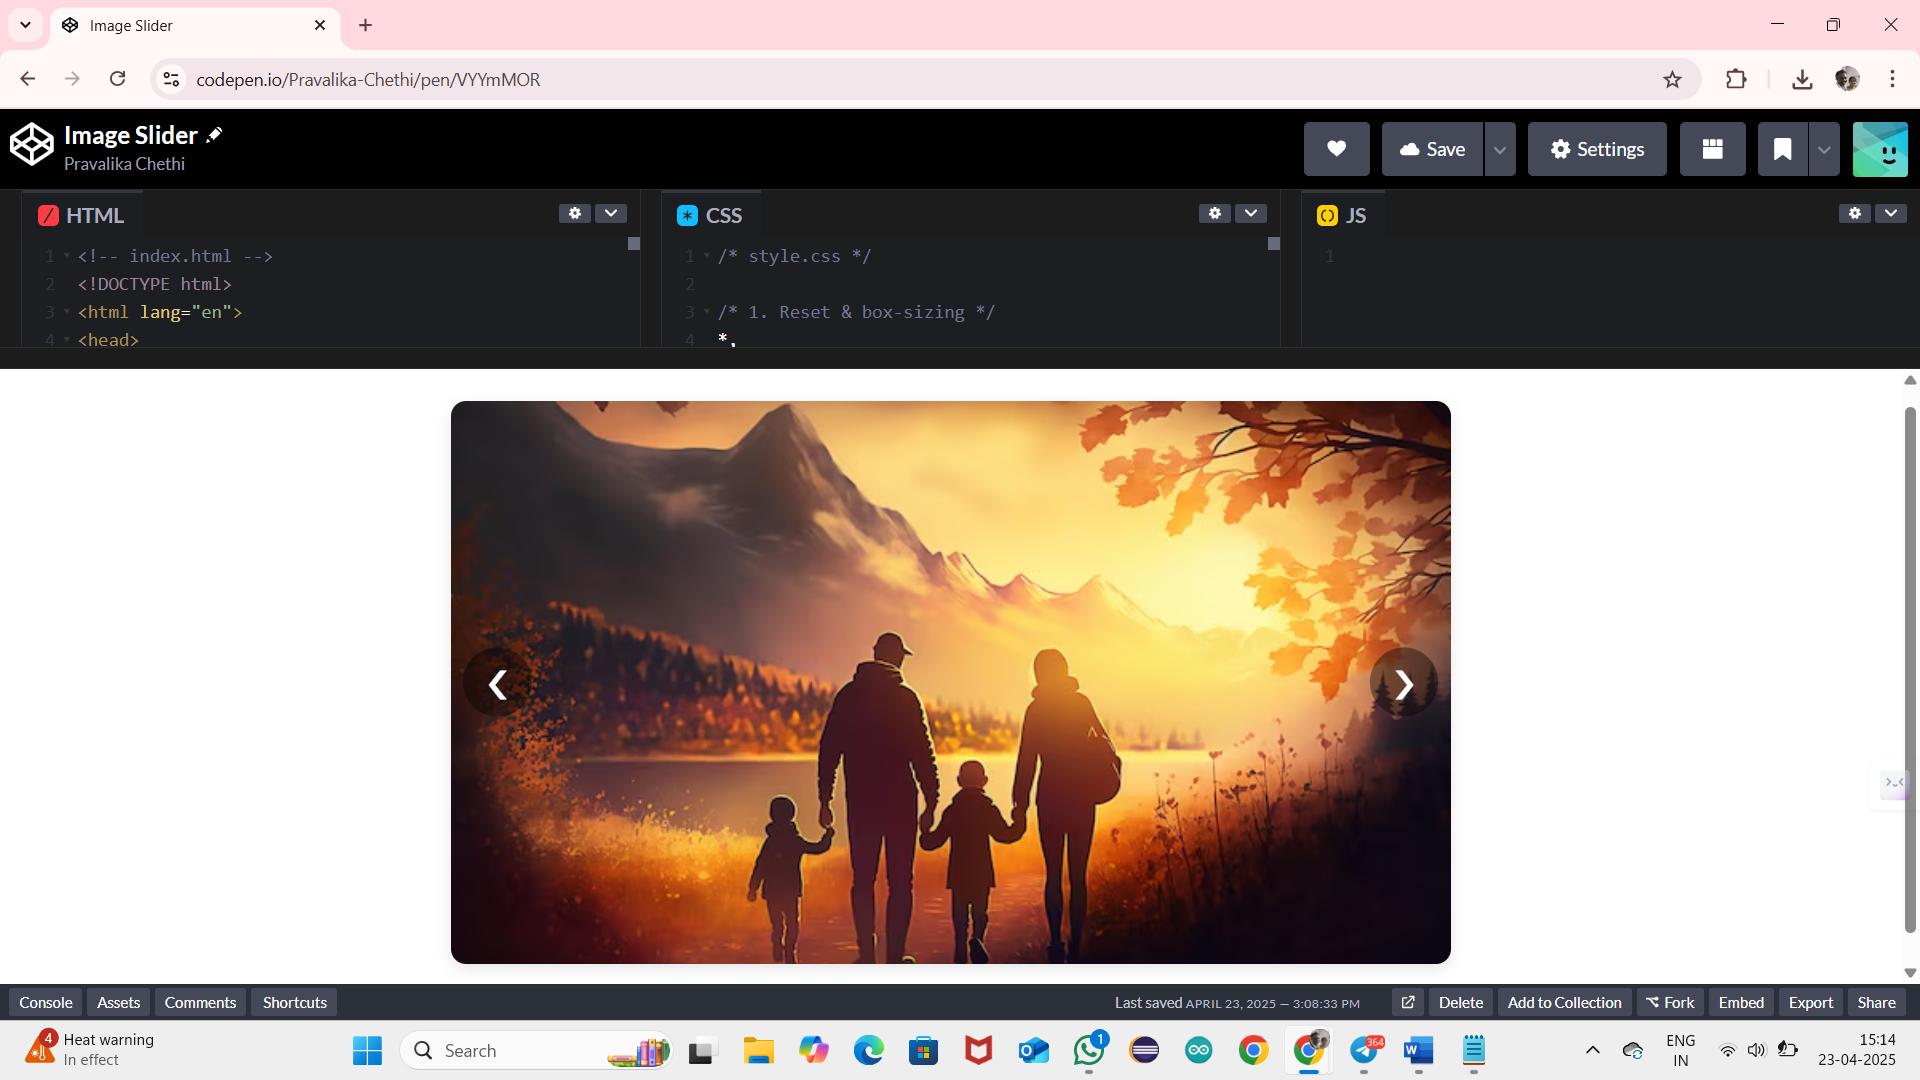 Image Slider
codepen.io/Pravalika-Chethi/pen/VYYmMOR
Image Slider
Pravalika Chethi
Save
Settings
HTML
1 <!-- index.html -->
2 <!DOCTYPE html>
3 <html lang="en">
4 <head>
CSS
1 /* style.css */
2
3 /* 1. Reset & box-sizing */
4 *,
JS
1
❮ ❯
Console Assets Comments Shortcuts
Last saved APRIL 23, 2025 — 3:08:33 PM
Delete Add to Collection Fork Embed Export Share
4
Heat warning
In effect
Search
1
364
ENG
IN
15:14
23-04-2025